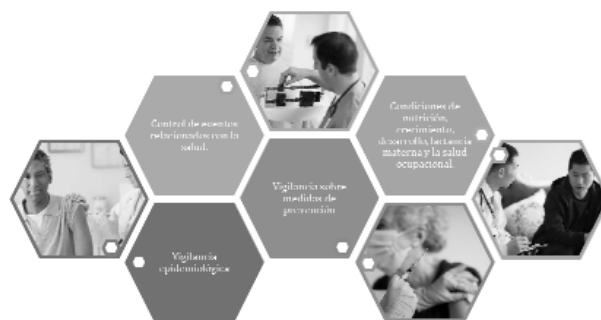 Control de eventos
relacionados con la
salud.
Condiciones de
nutrición,
crecimiento,
desarrollo, lactancia
materna y la salud
ocupacional.
Vigilancia sobre
medidas de
prevención
Vigilancia
epidemiológica